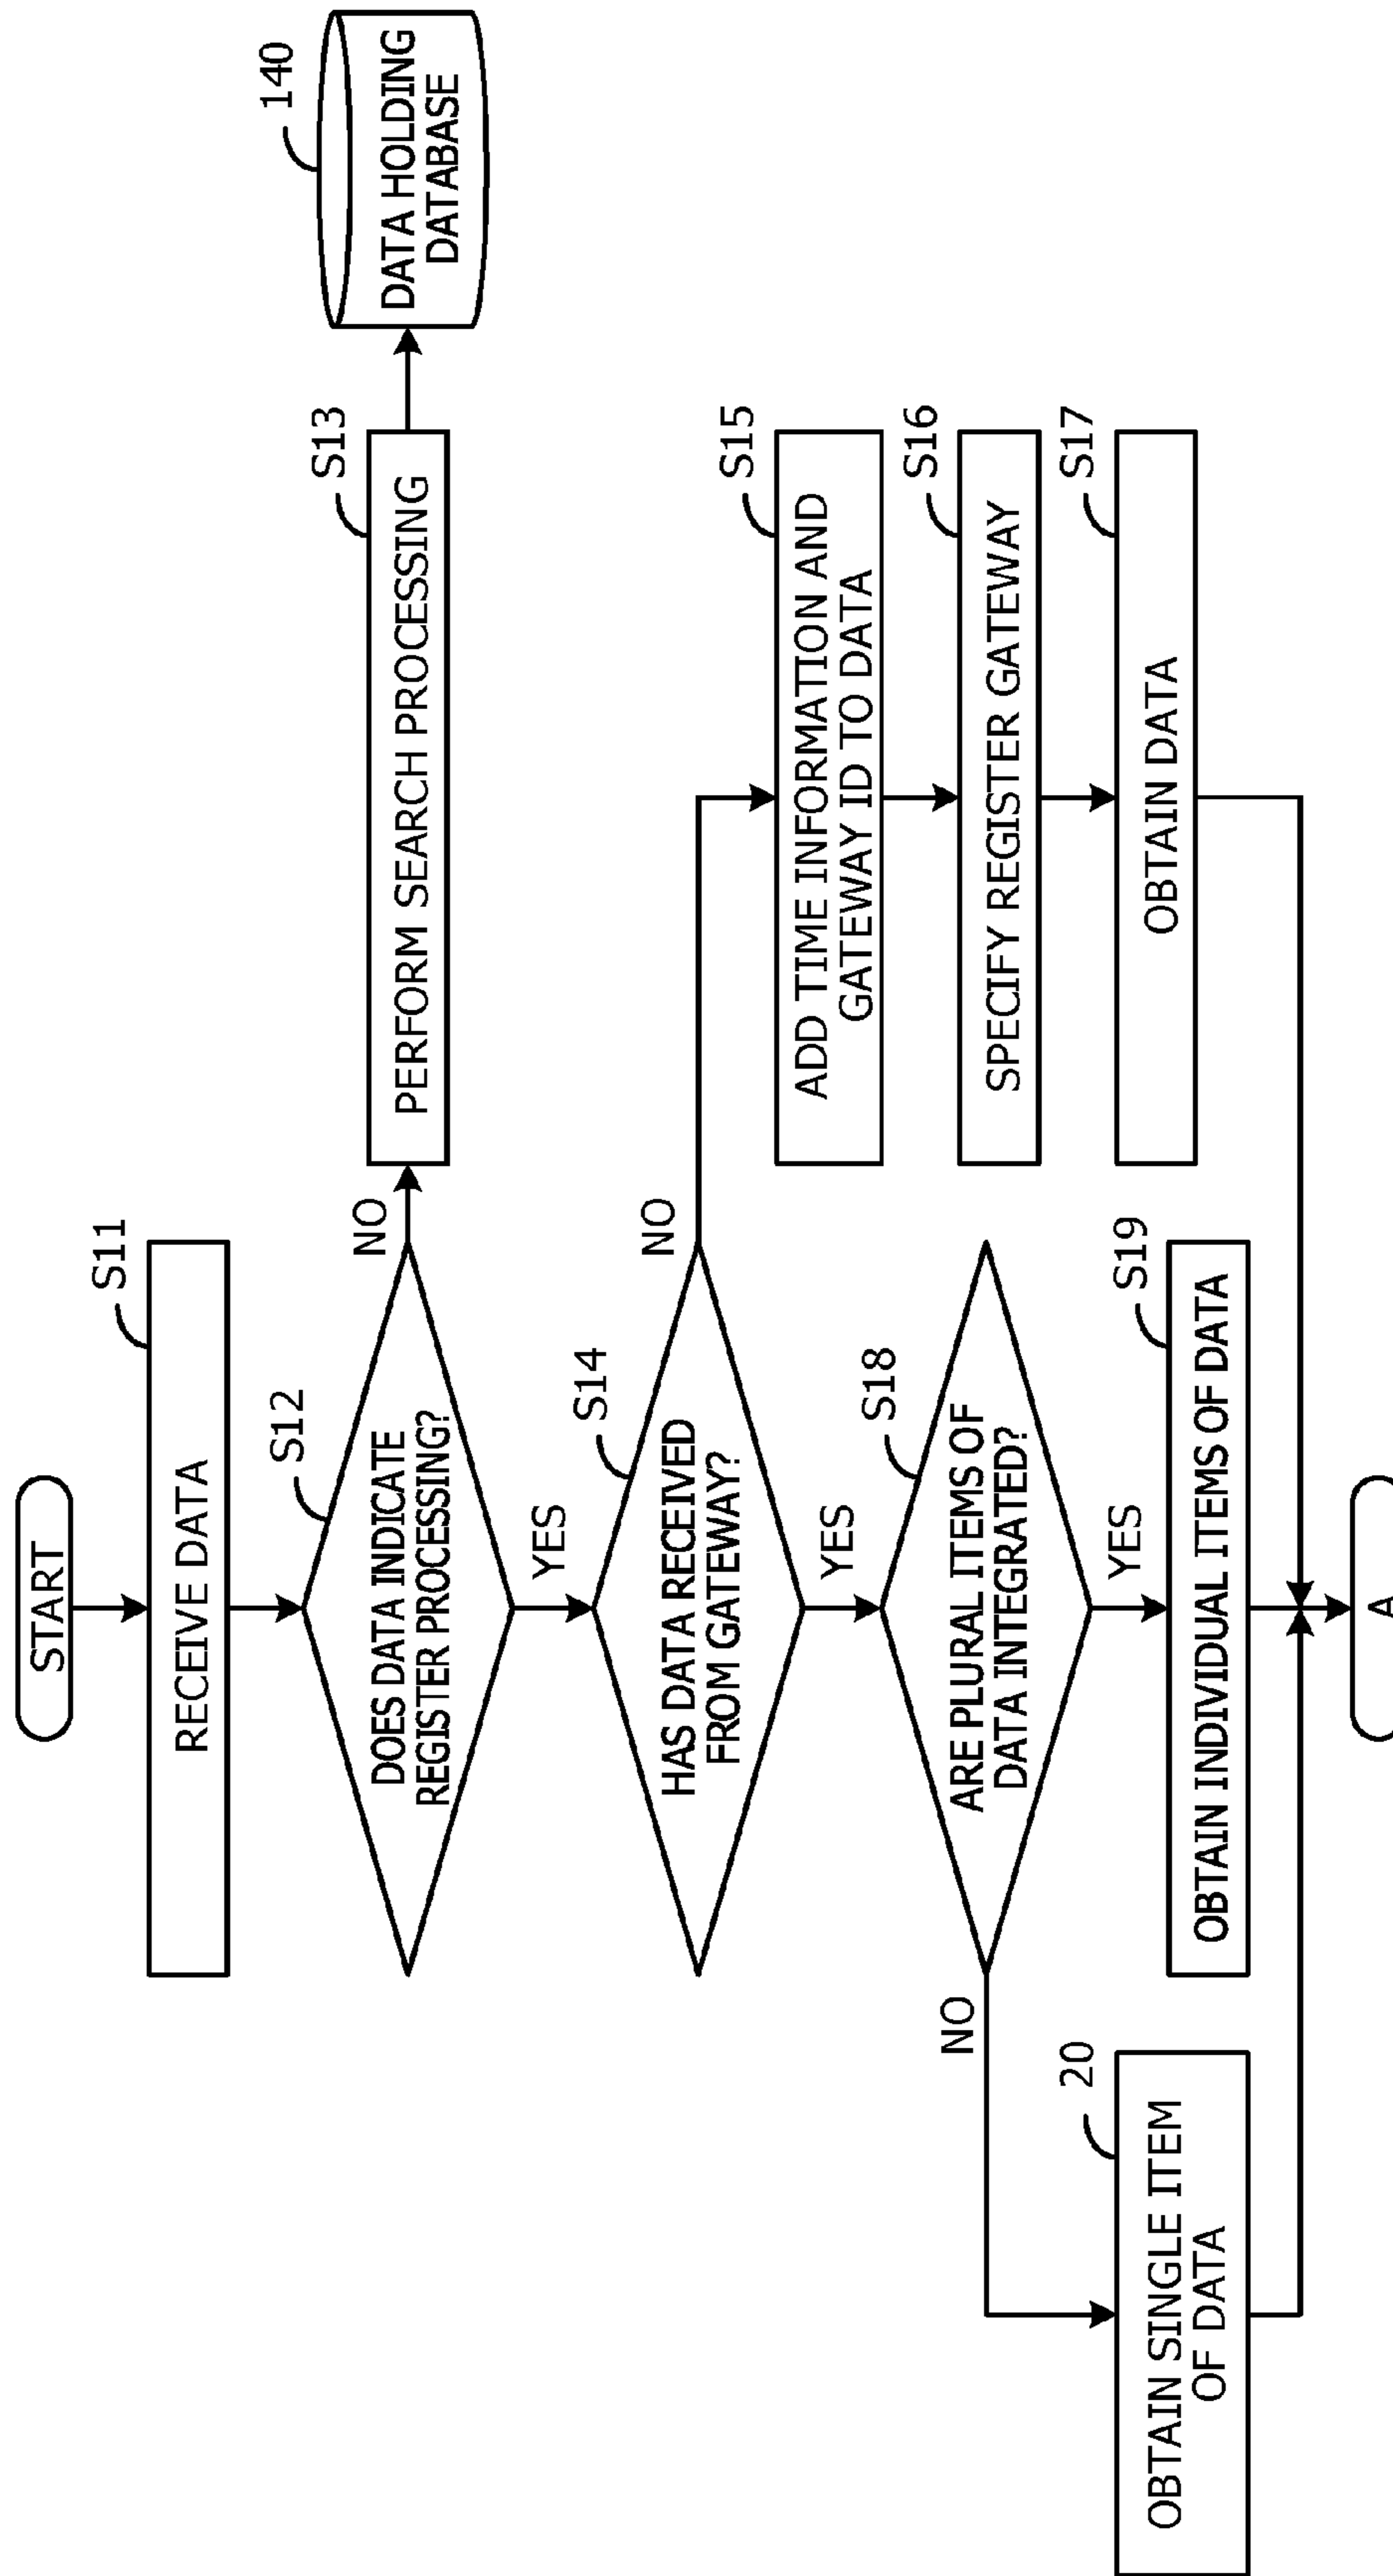 START
S11
RECEIVE DATA
S12
DOES DATA INDICATE
REGISTER PROCESSING?
NO
S13
PERFORM SEARCH PROCESSING
140
DATA HOLDING
DATABASE
YES
S14
HAS DATA RECEIVED
FROM GATEWAY?
NO
S15
ADD TIME INFORMATION AND
GATEWAY ID TO DATA
S16
SPECIFY REGISTER GATEWAY
S17
OBTAIN DATA
YES
S18
ARE PLURAL ITEMS OF
DATA INTEGRATED?
NO
20
OBTAIN SINGLE ITEM
OF DATA
YES
S19
OBTAIN INDIVIDUAL ITEMS OF DATA
A